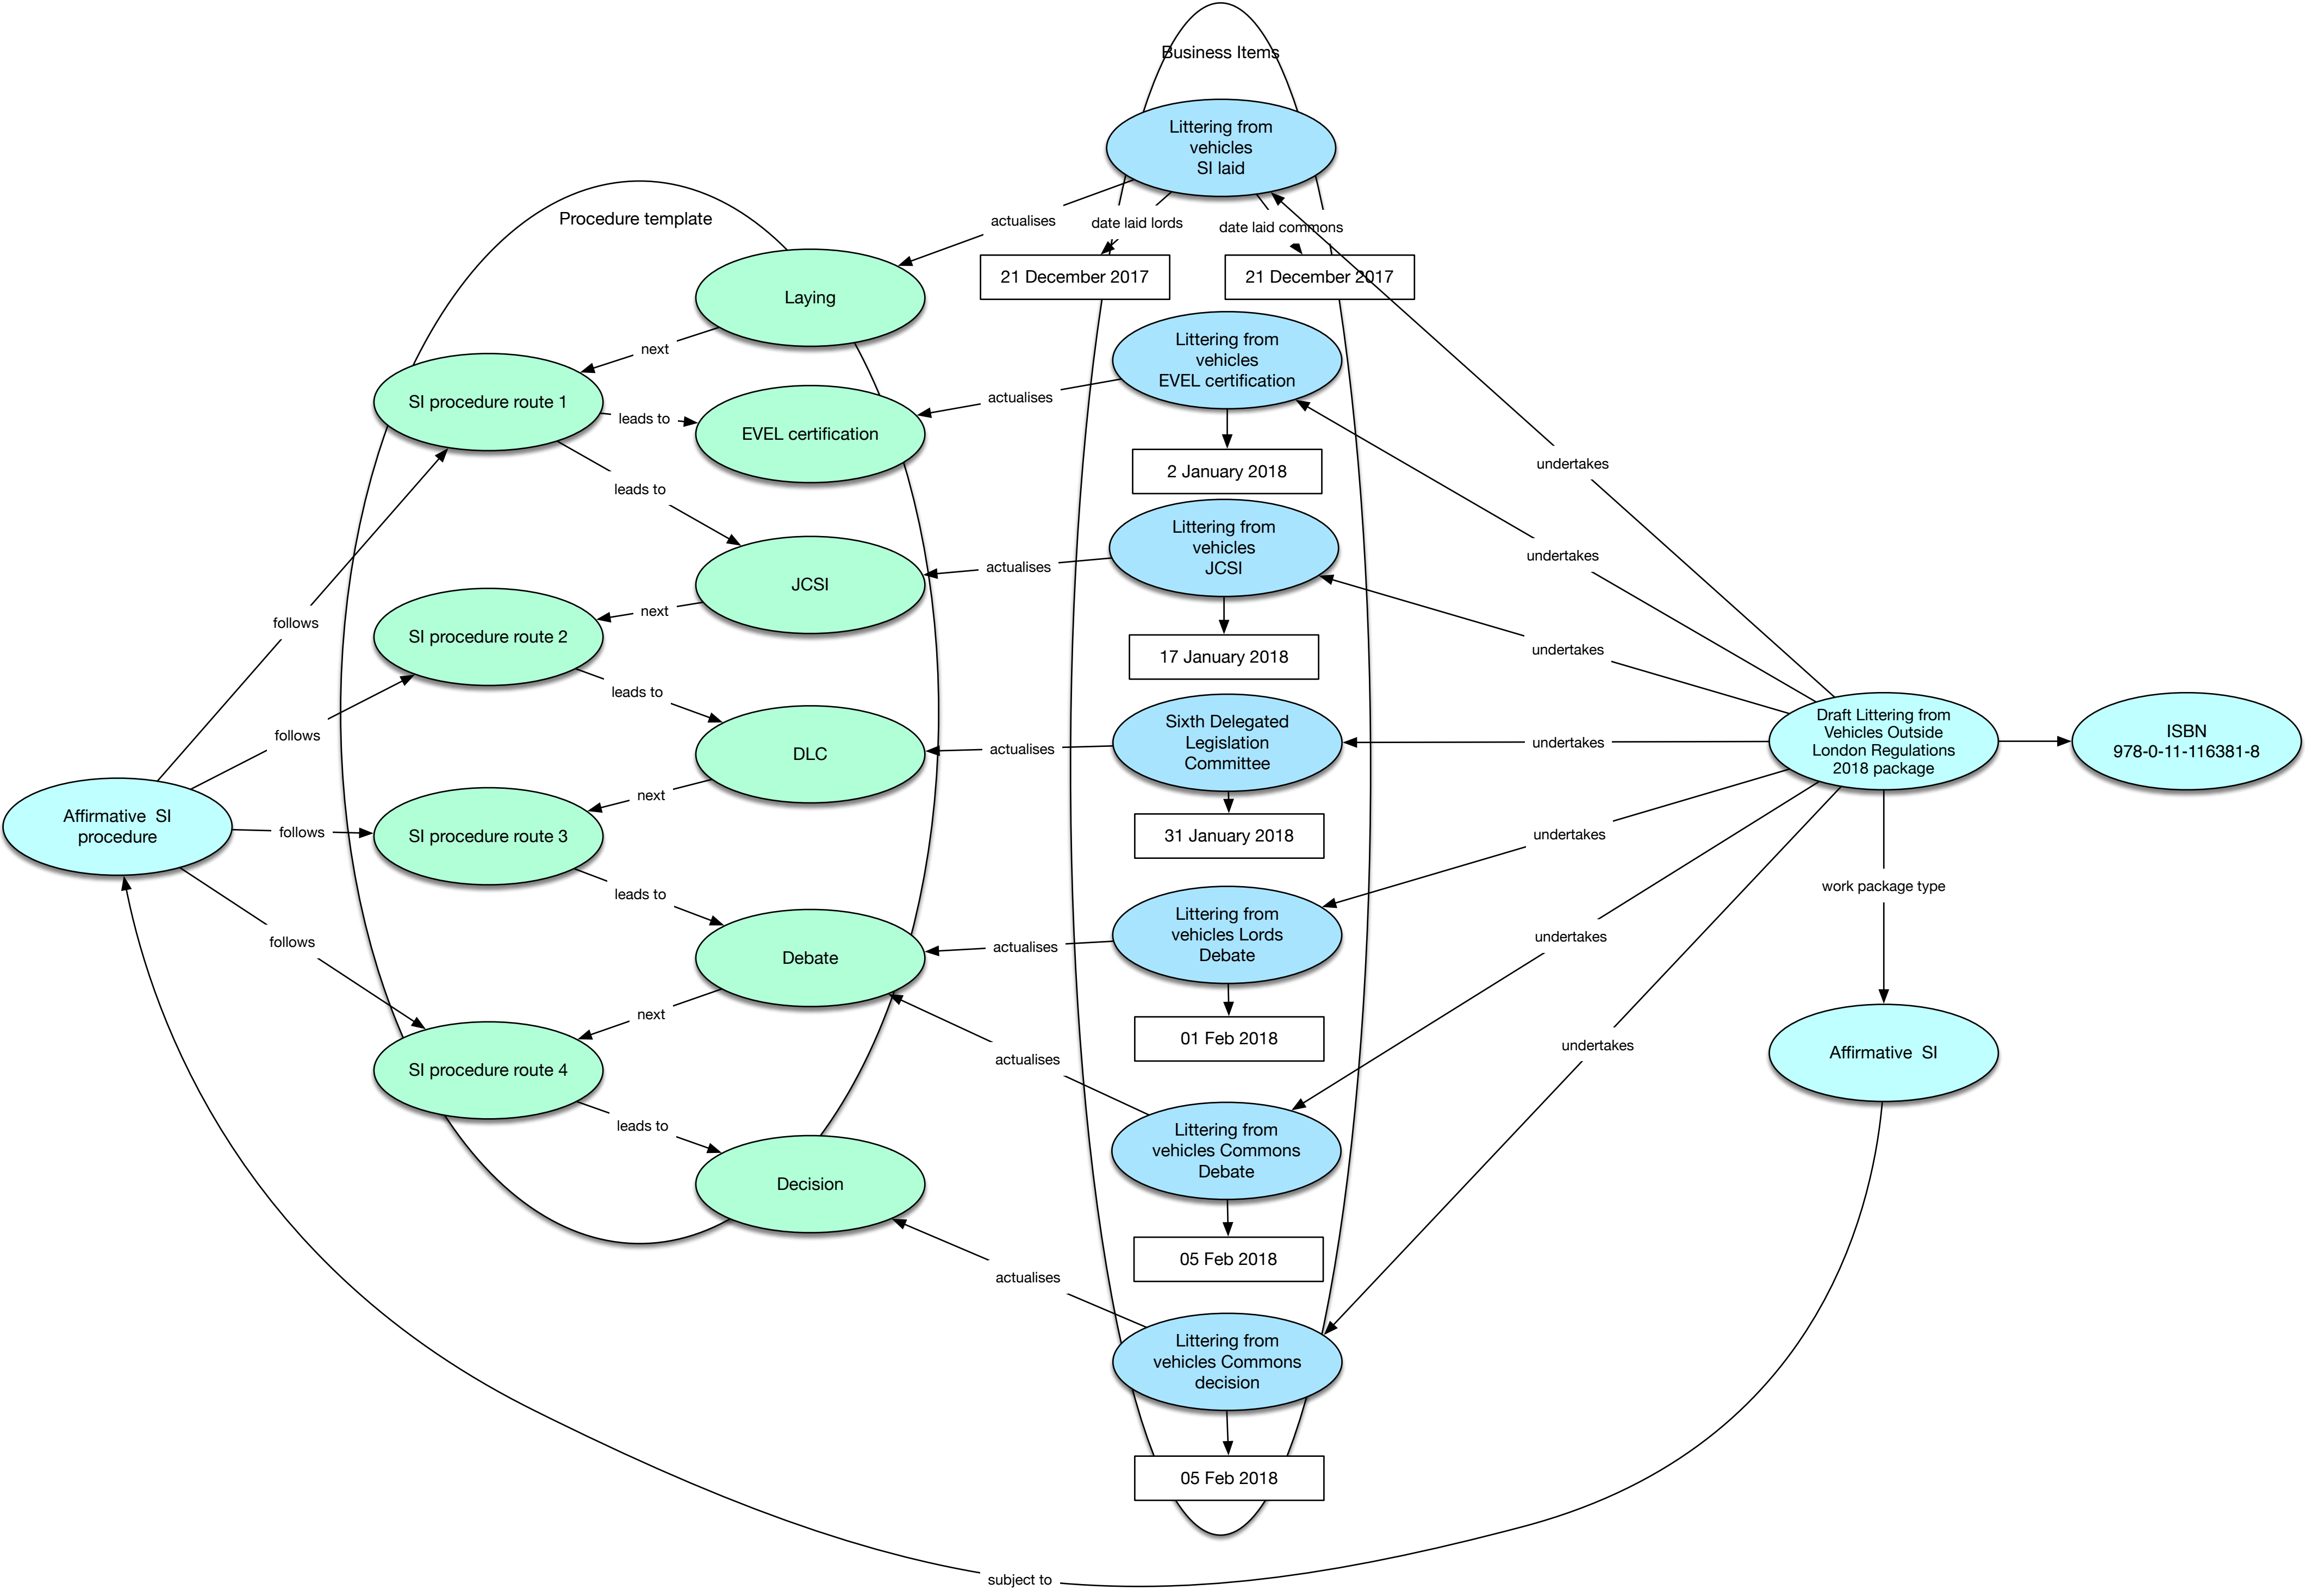 Business Items
Littering from
vehicles
SI laid
Procedure template
actualises
date laid lords
date laid commons
Laying
21 December 2017
21 December 2017
next
Littering from
vehicles
EVEL certification
SI procedure route 1
leads to
EVEL certification
actualises
2 January 2018
undertakes
leads to
Littering from
vehicles
JCSI
undertakes
JCSI
actualises
next
follows
SI procedure route 2
17 January 2018
undertakes
leads to
follows
DLC
actualises
Sixth Delegated
Legislation
Committee
undertakes
Draft Littering from
Vehicles Outside
London Regulations
2018 package
ISBN
978-0-11-116381-8
next
Affirmative  SI
procedure
follows
SI procedure route 3
31 January 2018
undertakes
leads to
work package type
follows
Debate
actualises
Littering from
vehicles Lords
Debate
undertakes
next
01 Feb 2018
SI procedure route 4
actualises
undertakes
Affirmative  SI
leads to
Littering from
vehicles Commons
Debate
Decision
05 Feb 2018
actualises
Littering from
vehicles Commons
decision
05 Feb 2018
subject to